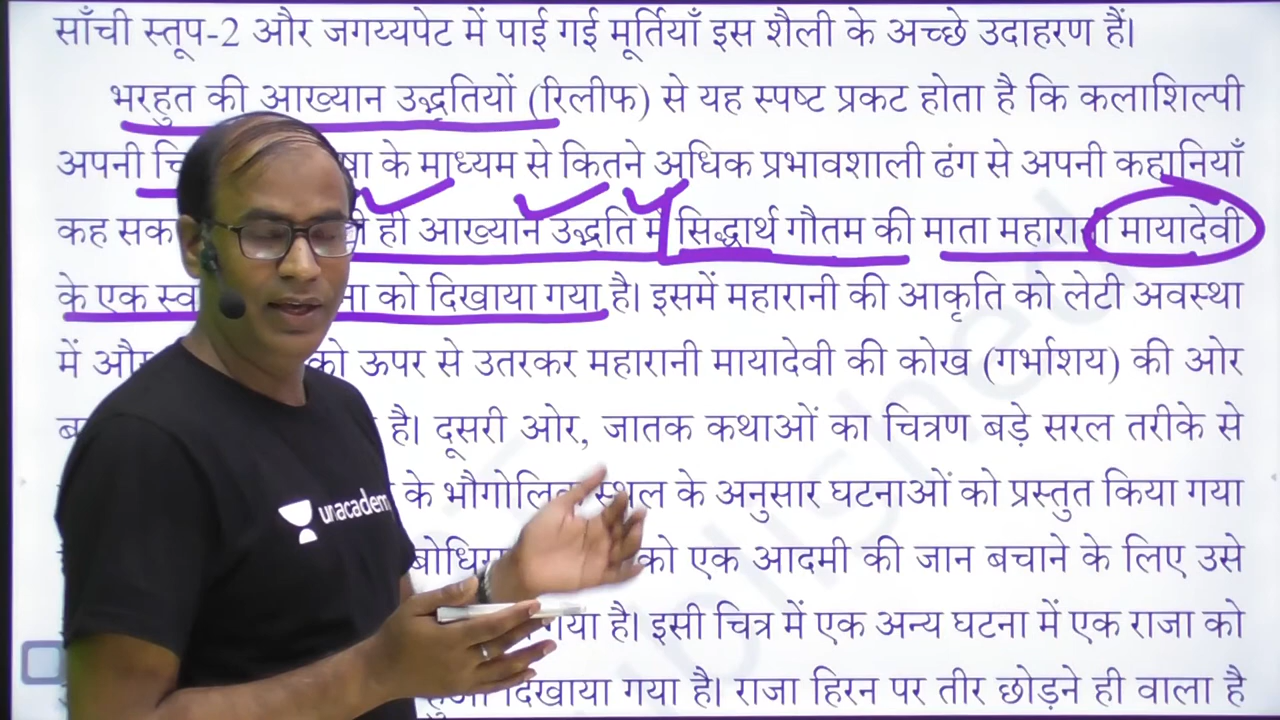 साँची स्तूप-2 और जगय्यपेट में पाई गई मूर्तियाँ इस शैली के अच्छे उदाहरण हैं।
भरहुत की आख्यान उद्भृतियों (रिलीफ) से यह स्पष्ट प्रकट होता है कि कलाशिल्पी
अपनी के माध्यम से कितने अधिक प्रभावशाली ढंग से अपनी कहानियाँ
कह सक ही आख्यान उद्भृति में सिद्धार्थ गौतम की माता महारानी मायादेवी
के एक को दिखाया गया है। इसमें महारानी की आकृति को लेटी अवस्था
में को ऊपर से उतरकर महारानी मायादेवी की कोख (गर्भाशय) की ओर
है। दूसरी ओर, जातक कथाओं का चित्रण बड़े सरल तरीके से
के भौगोलिक स्थल के अनुसार घटनाओं को प्रस्तुत किया गया
को एक आदमी की जान बचाने के लिए उसे
unacademy
गया है। इसी चित्र में एक अन्य घटना में एक राजा को
दिखाया गया है। राजा हिरन पर तीर छोड़ने ही वाला है